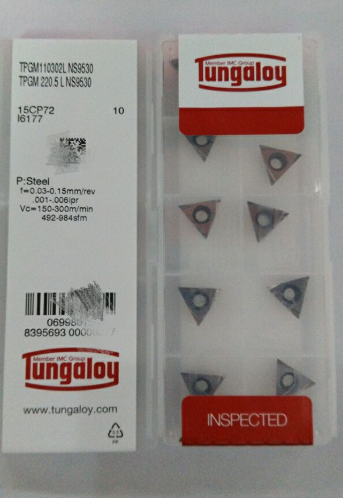 TPGM110302L NS9530
TPGM 220.5 L NS9530
15CP72 10
I6177
P:Steel
f=0.03-0.15mm/rev
.001-.006ipr
Vc=150-300m/min
492-984sfm
8395693
Member IMC Group
Tungaloy
www.tungaloy.com
Member IMC Group
Tungaloy
INSPECTED